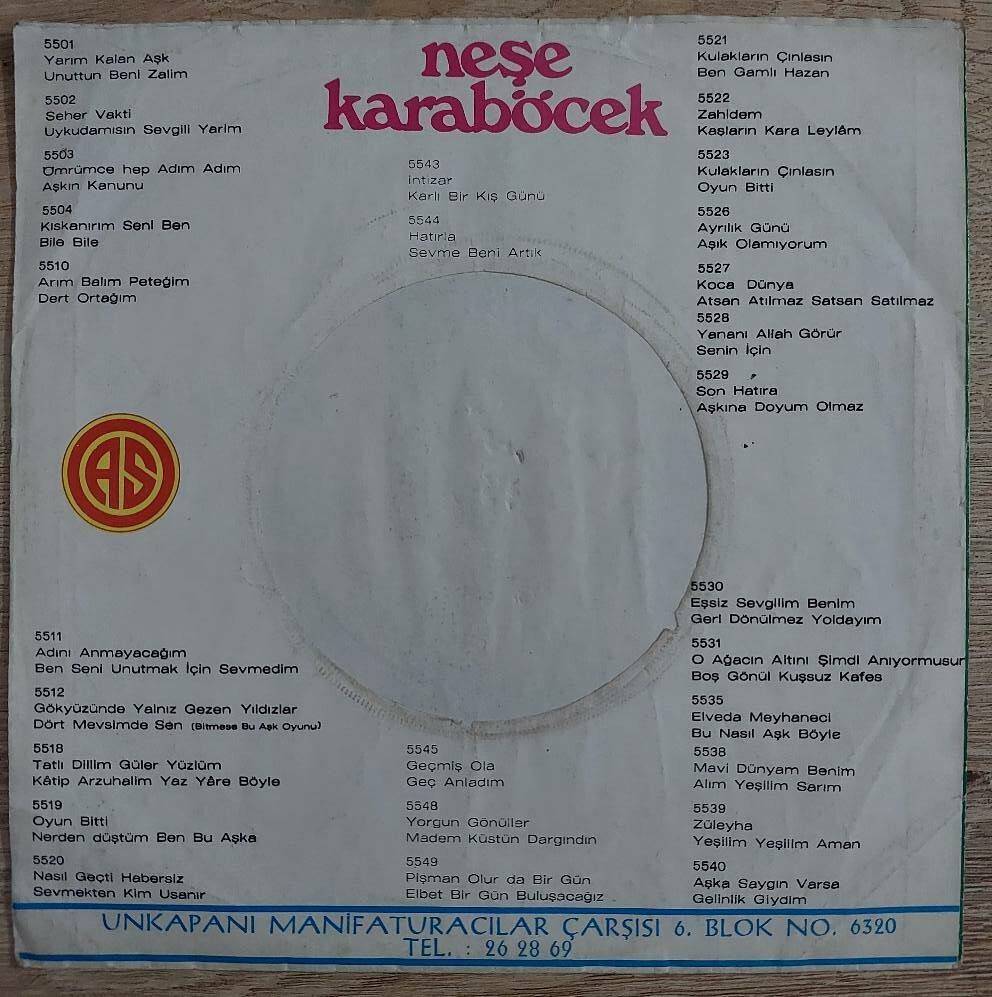 neşe
karaböcek
5501
Yarım Kalan Aşk
Unuttun Beni Zalim
5502
Seher Vakti
Uykudamısın Sevgili Yarim
5503
Ömrümce hep Adım Adım
Aşkın Kanunu
5504
Kıskanırım Seni Ben
Bile Bile
5510
Arım Balım Peteğim
Dert Ortağım
AS
5511
Adını Anmayacağım
Ben Seni Unutmak İçin Sevmedim
5512
Gökyüzünde Yalnız Gezen Yıldızlar
Dört Mevsimde Sen (Bitmese Bu Aşk Oyunu)
5518
Tatlı Dillim Güler Yüzlüm
Kâtip Arzuhalim Yaz Yâre Böyle
5519
Oyun Bitti
Nerden düştüm Ben Bu Aşka
5520
Nasıl Geçti Habersiz
Sevmekten Kim Usanır
5543
İntizar
Karlı Bir Kış Günü
5544
Hatırla
Sevme Beni Artık
5545
Geçmiş Ola
Geç Anladım
5548
Yorgun Gönüller
Madem Küstün Dargındın
5549
Pişman Olur da Bir Gün
Elbet Bir Gün Buluşacağız
5521
Kulakların Çınlasın
Ben Gamlı Hazan
5522
Zahidem
Kaşların Kara Leylâm
5523
Kulakların Çınlasın
Oyun Bitti
5526
Ayrılık Günü
Aşık Olamıyorum
5527
Koca Dünya
Atsan Atılmaz Satsan Satılmaz
5528
Yananı Allah Görür
Senin İçin
5529
Son Hatıra
Aşkına Doyum Olmaz
5530
Eşsiz Sevgilim Benim
Geri Dönülmez Yoldayım
5531
O Ağacın Altını Şimdi Anıyormusun
Boş Gönül Kuşsuz Kafes
5535
Elveda Meyhaneci
Bu Nasıl Aşk Böyle
5538
Mavi Dünyam Benim
Alım Yeşilim Sarım
5539
Züleyha
Yeşilim Yeşilim Aman
5540
Aşka Saygın Varsa
Gelinlik Giydim
UNKAPANI MANİFATURACILAR ÇARŞISI 6. BLOK NO. 6320
TEL. : 26 28 69